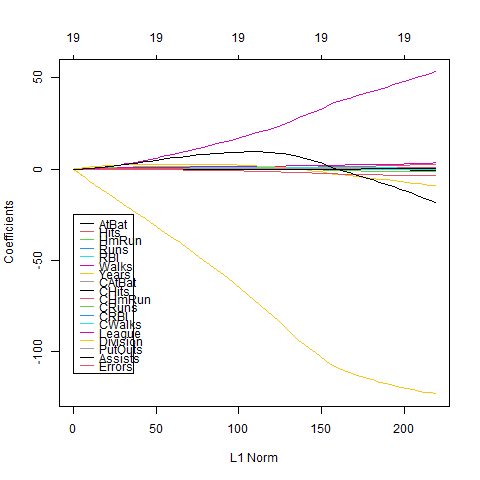 19 19 19 19 19
50
0
-50
-100
Coefficients
AtBat
Hits
HmRun
Runs
RBI
Walks
Years
CAtBat
CHits
CHmRun
CRuns
CRBI
CWalks
League
Division
PutOuts
Assists
Errors
0 50 100 150 200
L1 Norm